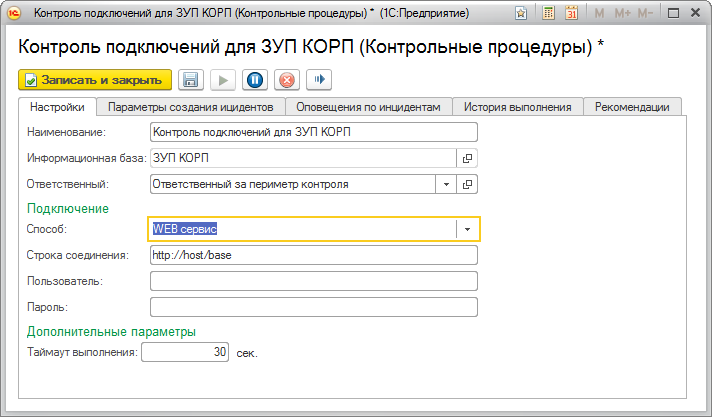 Контроль подключений для ЗУП КОРП (Контрольные процедуры) * (1С:Предприятие)
M M+ M-
Контроль подключений для ЗУП КОРП (Контрольные процедуры) *
Записать и закрыть
Настройки Параметры создания ицидентов Оповещения по инцидентам История выполнения Рекомендации
Наименование: Контроль подключений для ЗУП КОРП
Информационная база: ЗУП КОРП
Ответственный: Ответственный за периметр контроля
Подключение
Способ: WEB сервис
Строка соединения: http://host/base
Пользователь:
Пароль:
Дополнительные параметры
Таймаут выполнения: 30 сек.